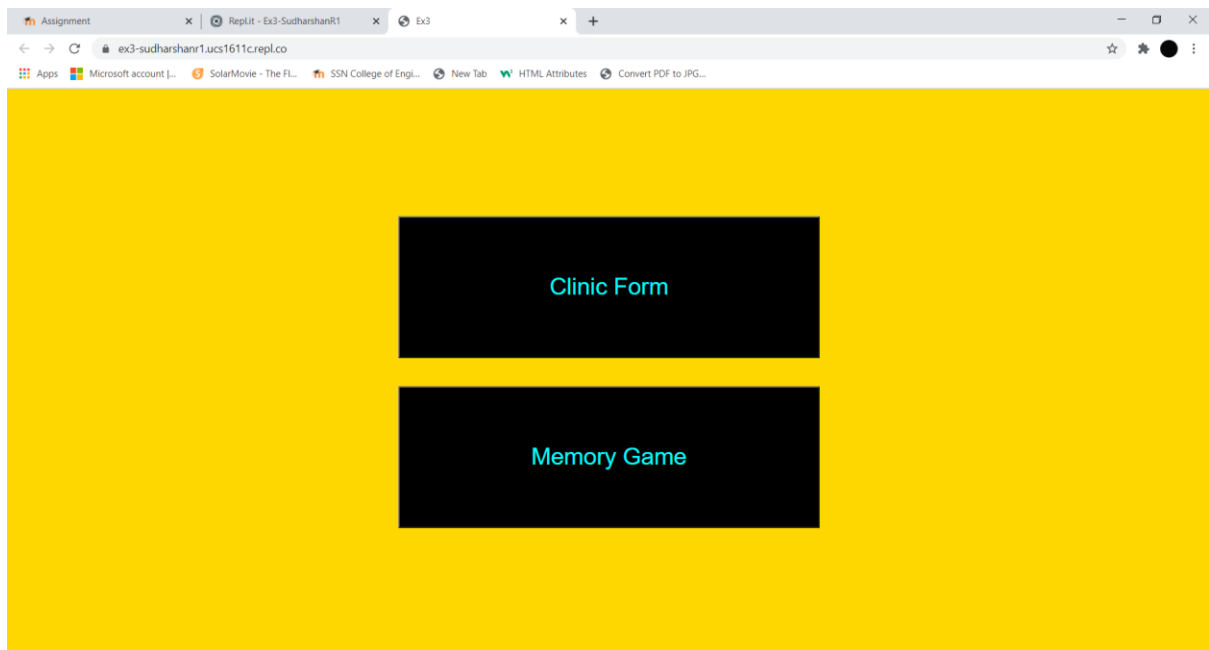 Assignment
Repl.it - Ex3-SudharshanR1
Ex3
ex3-sudharshanr1.ucs1611c.repl.co
Apps
Microsoft account |...
SolarMovie - The Fl...
SSN College of Engi...
New Tab
HTML Attributes
Convert PDF to JPG...
Clinic Form
Memory Game